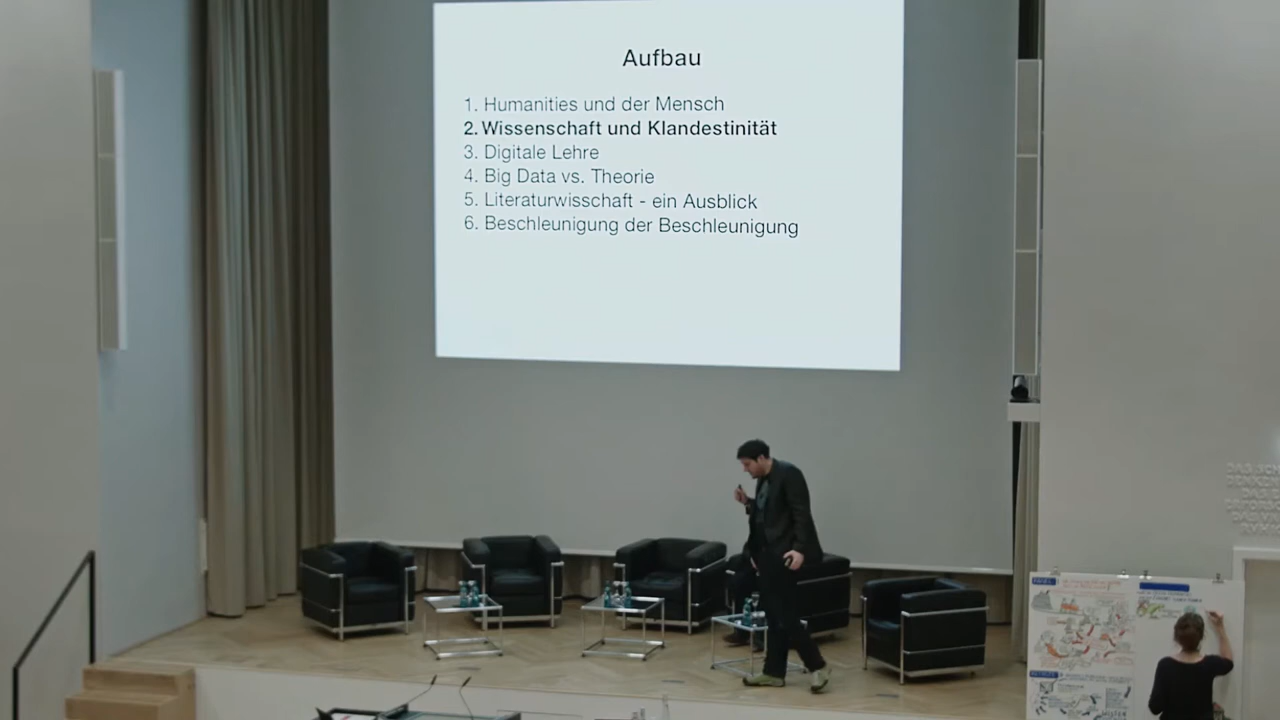 Aufbau
1. Humanities und der Mensch
2. Wissenschaft und Klandestinität
3. Digitale Lehre
4. Big Data vs. Theorie
5. Literaturwisschaft - ein Ausblick
6. Beschleunigung der Beschleunigung